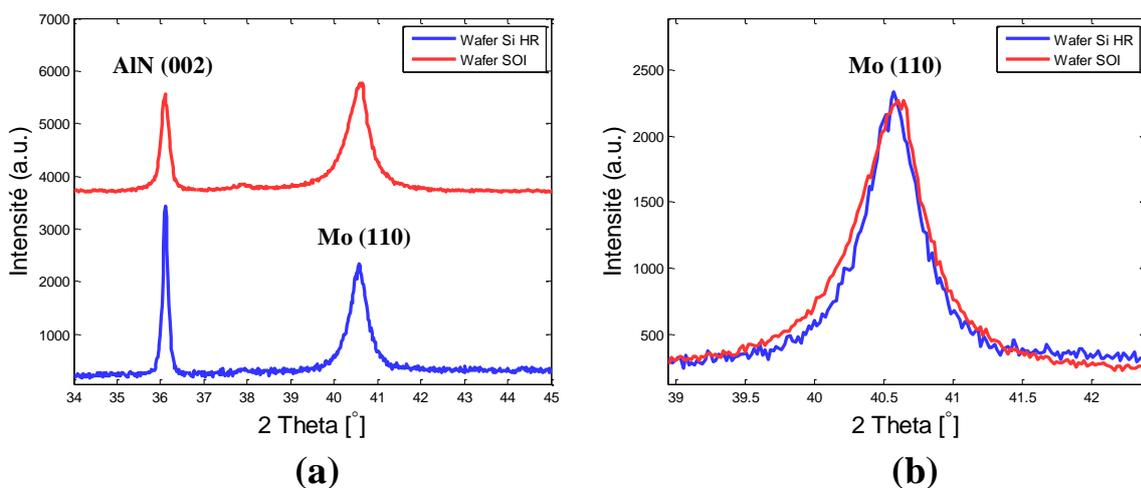 7000
6000
5000
4000
3000
2000
1000
Intensité (a.u.)
AlN (002)
Mo (110)
Wafer Si HR
Wafer SOI
34 35 36 37 38 39 40 41 42 43 44 45
2 Theta [°]
(a)
2500
2000
1500
1000
500
Intensité (a.u.)
Mo (110)
Wafer Si HR
Wafer SOI
39 39.5 40 40.5 41 41.5 42
2 Theta [°]
(b)